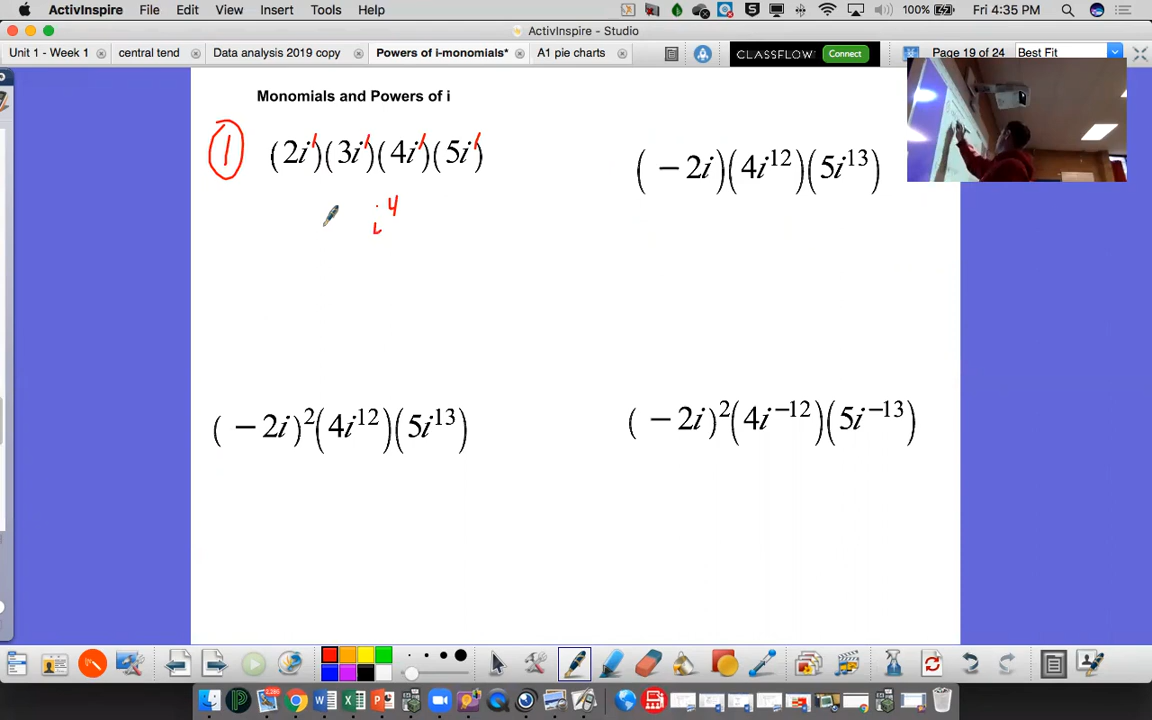 ActivInspire File Edit View Insert Tools Help 100% Fri 4:35 PM
ActivInspire - Studio
Unit 1 - Week 1 central tend Data analysis 2019 copy Powers of i-monomials* A1 pie charts CLASSFLOW Connect Page 19 of 24 Best Fit
Monomials and Powers of i
① (2i¹)(3i¹)(4i¹)(5i¹)
i⁴
(−2i)(4i¹²)(5i¹³)
(−2i)²(4i¹²)(5i¹³)
(−2i)²(4i⁻¹²)(5i⁻¹³)